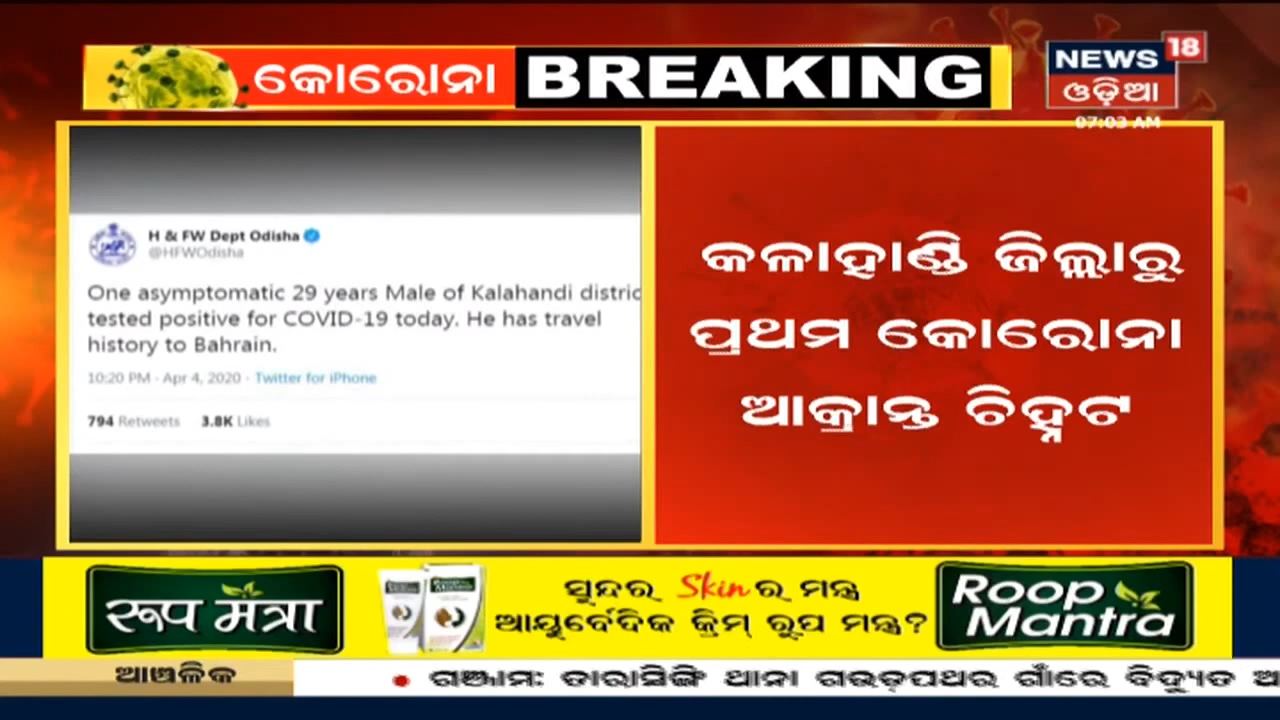 କୋରୋନା BREAKING
NEWS 18
ଓଡ଼ିଆ
07:03 AM
H & FW Dept Odisha
@HFWOdisha
One asymptomatic 29 years Male of Kalahandi distric
tested positive for COVID-19 today. He has travel
history to Bahrain.
10:20 PM · Apr 4, 2020 · Twitter for iPhone
794 Retweets 3.8K Likes
କଳାହାଣ୍ଡି ଜିଲ୍ଲାରୁ
ପ୍ରଥମ କୋରୋନା
ଆକ୍ରାନ୍ତ ଚିହ୍ନଟ
रूप मंत्रा
ସୁନ୍ଦର Skinର ମନ୍ତ୍ର
ଆୟୁର୍ବେଦିକ କ୍ରିମ୍ ରୂପ ମନ୍ତ୍ର?
Roop
Mantra
ଆଞ୍ଚଳିକ
ଗଞ୍ଜାମ: ତାରାସିଙ୍ଗି ଥାନା ଗଉଡ଼ପଥର ଗାଁରେ ବିଦ୍ୟୁତ